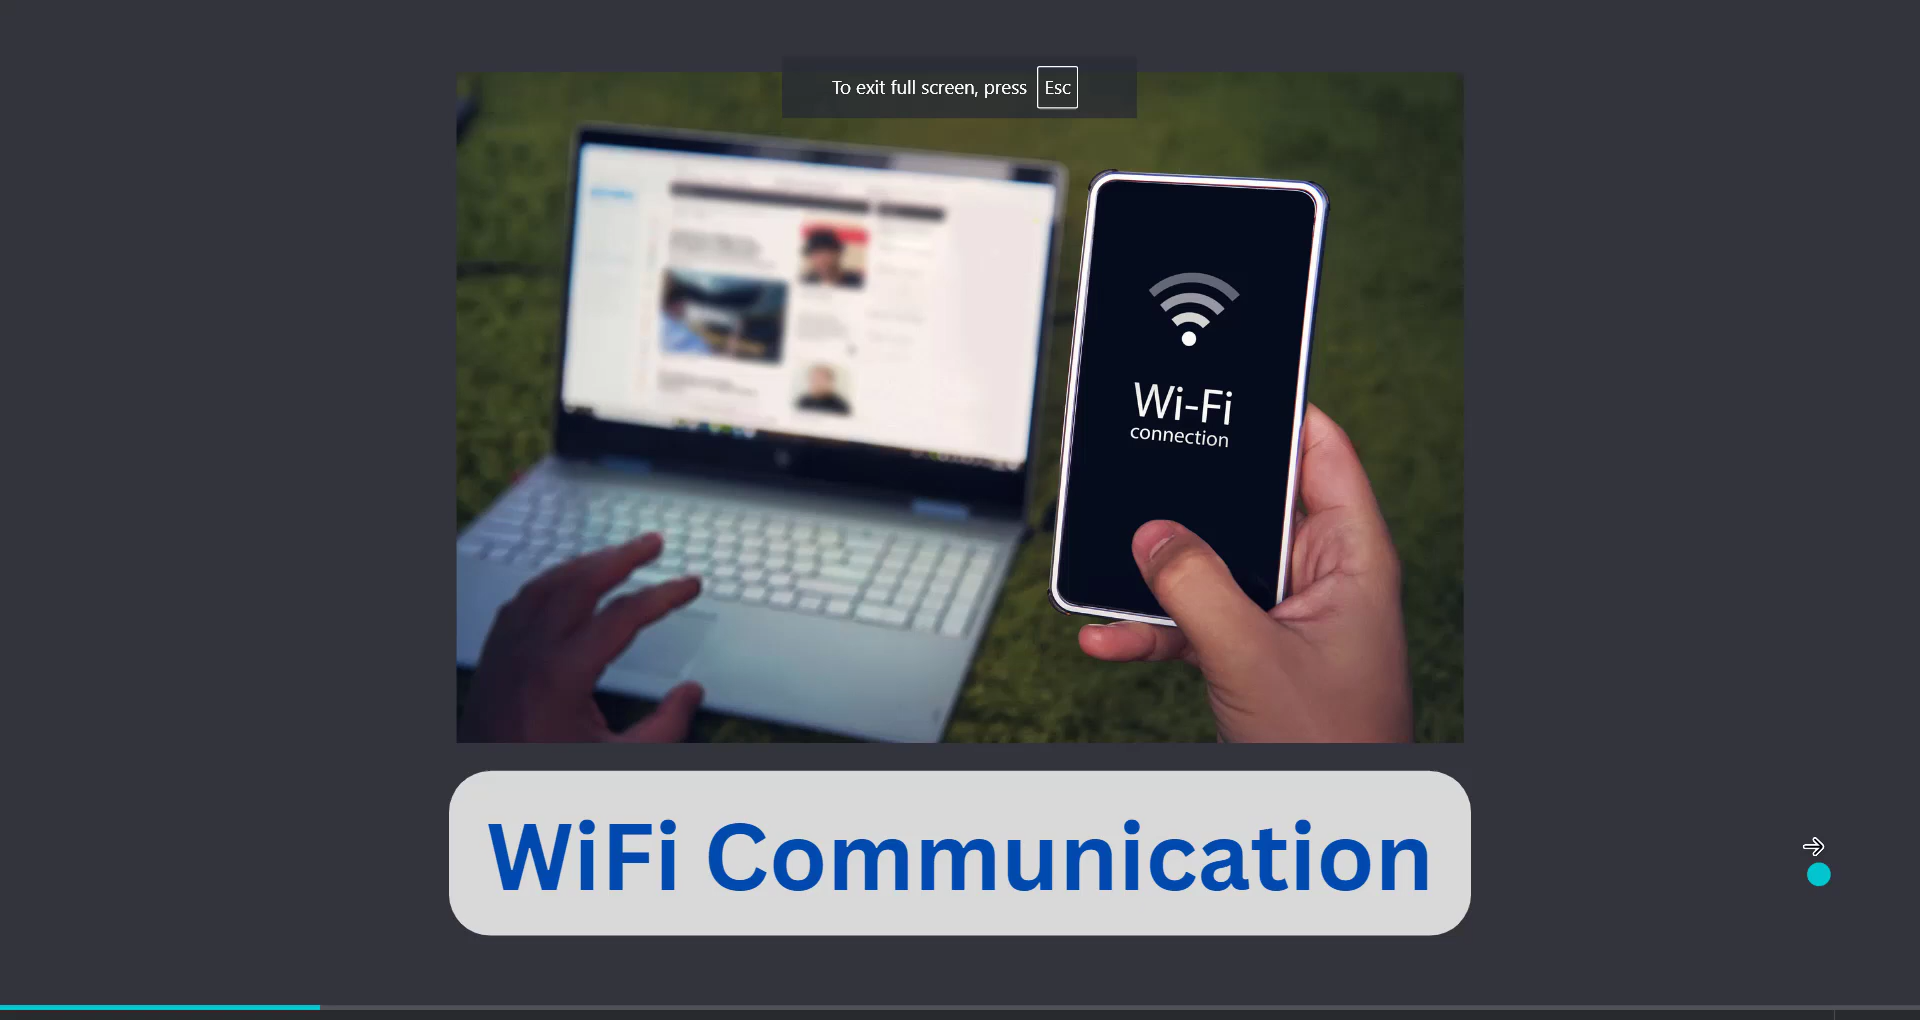 To exit full screen, press Esc
Wi-Fi
connection
WiFi Communication